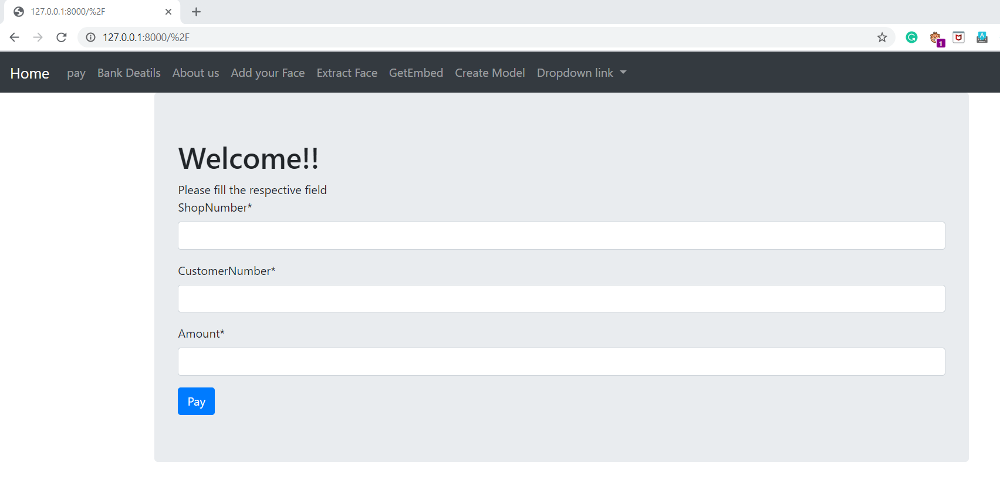 127.0.0.1:8000/%2F
127.0.0.1:8000/%2F
1
Home pay Bank Deatils About us Add your Face Extract Face GetEmbed Create Model Dropdown link
Welcome!!
Please fill the respective field
ShopNumber*
CustomerNumber*
Amount*
Pay